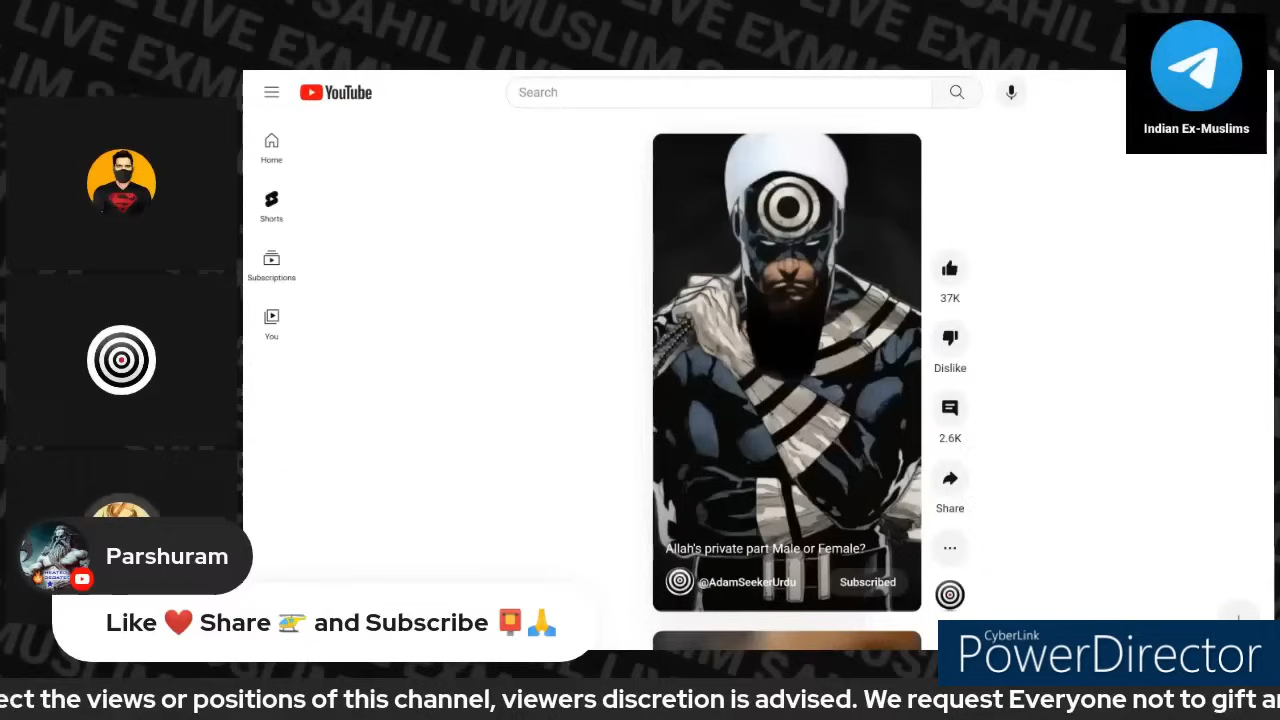 Indian Ex-Muslims
YouTube
Search
Home
Shorts
Subscriptions
You
37K
Dislike
2.6K
Share
Allah's private part Male or Female?
@AdamSeekerUrdu
Subscribed
Parshuram
Like ❤️ Share 🚁 and Subscribe 📮🙏
CyberLink
PowerDirector
ect the views or positions of this channel, viewers discretion is advised. We request Everyone not to gift a